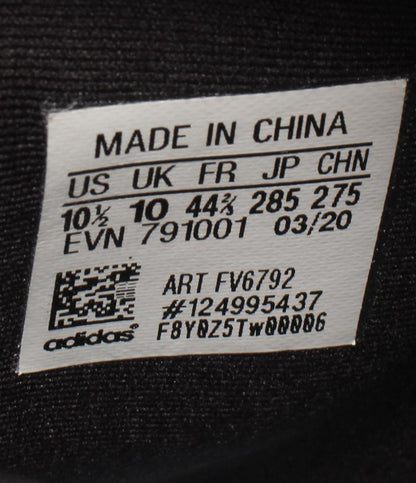 MADE IN CHINA
US UK FR JP CHN
10½ 10 44⅔ 285 275
EVN 791001 03/20
ART FV6792
#124995437
F8Y0Z5Tw00006
adidas